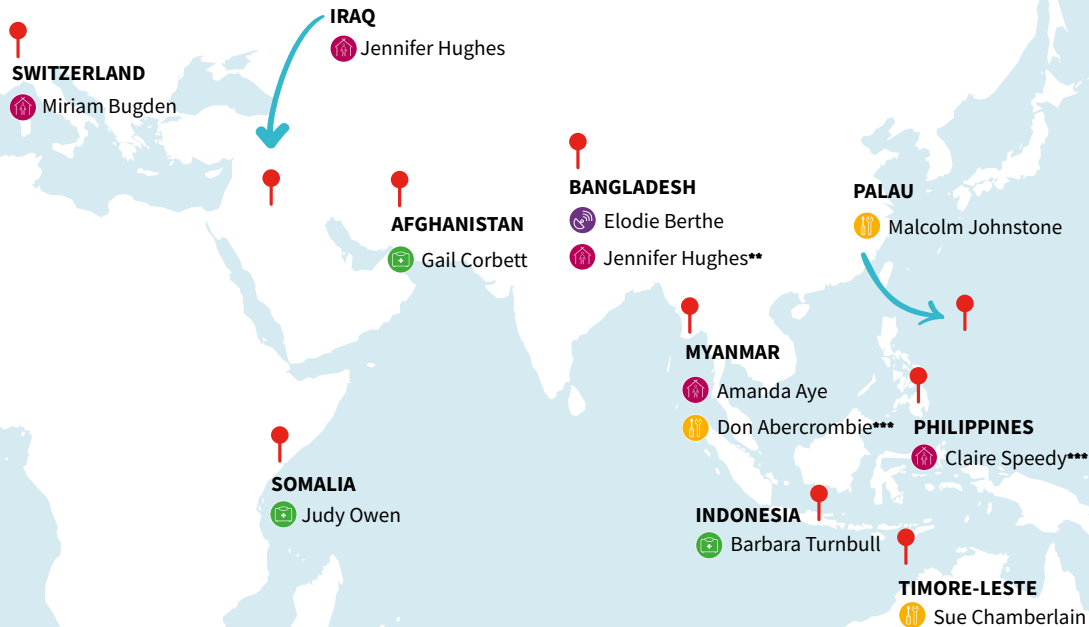 IRAQ
Jennifer Hughes
SWITZERLAND
Miriam Bugden
BANGLADESH
Elodie Berthe
Jennifer Hughes**
PALAU
Malcolm Johnstone
AFGHANISTAN
Gail Corbett
MYANMAR
Amanda Aye
Don Abercrombie***
PHILIPPINES
Claire Speedy***
SOMALIA
Judy Owen
INDONESIA
Barbara Turnbull
TIMORE-LESTE
Sue Chamberlain